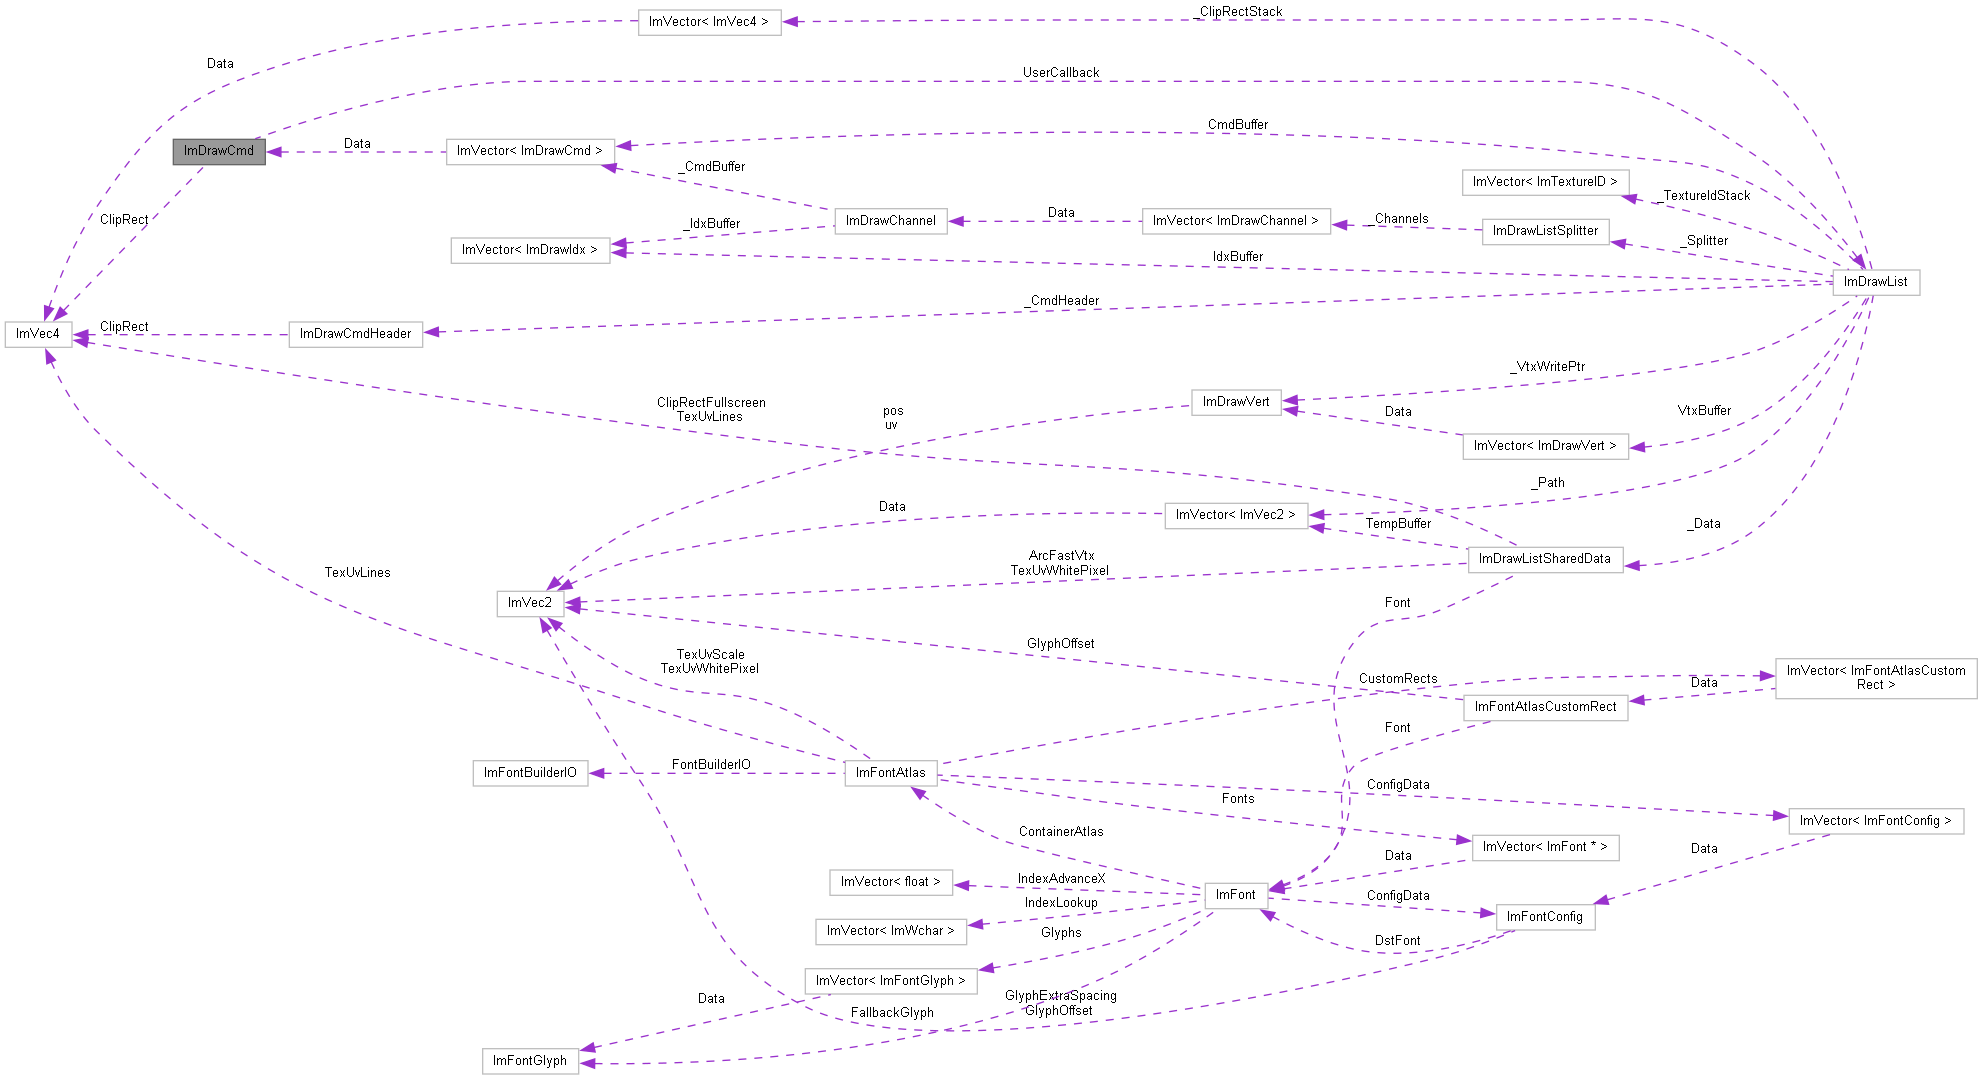 _ClipRectStack
ImVector< ImVec4 >
Data
UserCallback
CmdBuffer
ImDrawCmd
Data
ImVector< ImDrawCmd >
_CmdBuffer
ImVector< ImTextureID >
_TextureIdStack
ClipRect
ImDrawChannel
Data
ImVector< ImDrawChannel >
_Channels
ImDrawListSplitter
_IdxBuffer
ImVector< ImDrawIdx >
_Splitter
IdxBuffer
ImDrawList
_CmdHeader
ImVec4
ClipRect
ImDrawCmdHeader
_VtxWritePtr
ClipRectFullscreen
TexUvLines
pos
uv
ImDrawVert
Data
VtxBuffer
ImVector< ImDrawVert >
_Path
Data
ImVector< ImVec2 >
TempBuffer
_Data
ArcFastVtx
TexUvWhitePixel
ImDrawListSharedData
TexUvLines
ImVec2
Font
GlyphOffset
TexUvScale
TexUvWhitePixel
CustomRects
ImVector< ImFontAtlasCustom
Rect >
Data
ImFontAtlasCustomRect
Font
FontBuilderIO
ImFontBuilderIO
ImFontAtlas
ConfigData
Fonts
ImVector< ImFontConfig >
ContainerAtlas
ImVector< ImFont * >
Data
Data
ImVector< float >
IndexAdvanceX
ImFont
ConfigData
IndexLookup
ImFontConfig
ImVector< ImWchar >
Glyphs
DstFont
ImVector< ImFontGlyph >
Data
GlyphExtraSpacing
GlyphOffset
FallbackGlyph
ImFontGlyph